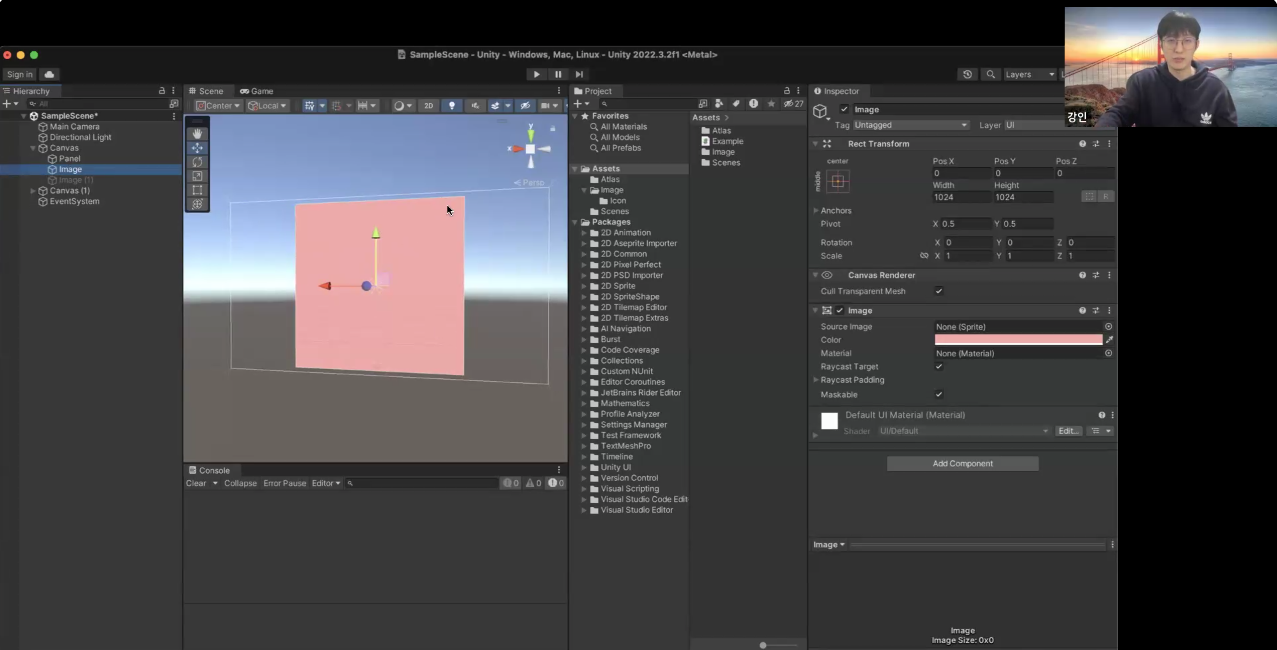 SampleScene - Unity - Windows, Mac, Linux - Unity 2022.3.2f1 <Metal>
Sign in
Layers
Hierarchy
All
SampleScene*
Main Camera
Directional Light
Canvas
Panel
Image
Image (1)
Canvas (1)
EventSystem
Scene
Game
Center
Local
2D
y
x
Persp
Console
Clear
Collapse
Error Pause
Editor
0
0
0
Project
27
Favorites
All Materials
All Models
All Prefabs
Assets
Atlas
Image
Icon
Scenes
Packages
2D Animation
2D Aseprite Importer
2D Common
2D Pixel Perfect
2D PSD Importer
2D Sprite
2D SpriteShape
2D Tilemap Editor
2D Tilemap Extras
AI Navigation
Burst
Code Coverage
Collections
Custom NUnit
Editor Coroutines
JetBrains Rider Editor
Mathematics
Profile Analyzer
Settings Manager
Test Framework
TextMeshPro
Timeline
Unity UI
Version Control
Visual Scripting
Visual Studio Code Edit
Visual Studio Editor
Assets
Atlas
Example
Image
Scenes
Inspector
Image
Tag Untagged
Layer UI
Rect Transform
center
middle
Pos X Pos Y Pos Z
0 0 0
Width Height
1024 1024
R
Anchors
Pivot X 0.5 Y 0.5
Rotation X 0 Y 0 Z 0
Scale X 1 Y 1 Z 1
Canvas Renderer
Cull Transparent Mesh
Image
Source Image None (Sprite)
Color
Material None (Material)
Raycast Target
Raycast Padding
Maskable
Default UI Material (Material)
Shader UI/Default Edit...
Add Component
Image
Image
Image Size: 0x0
강인